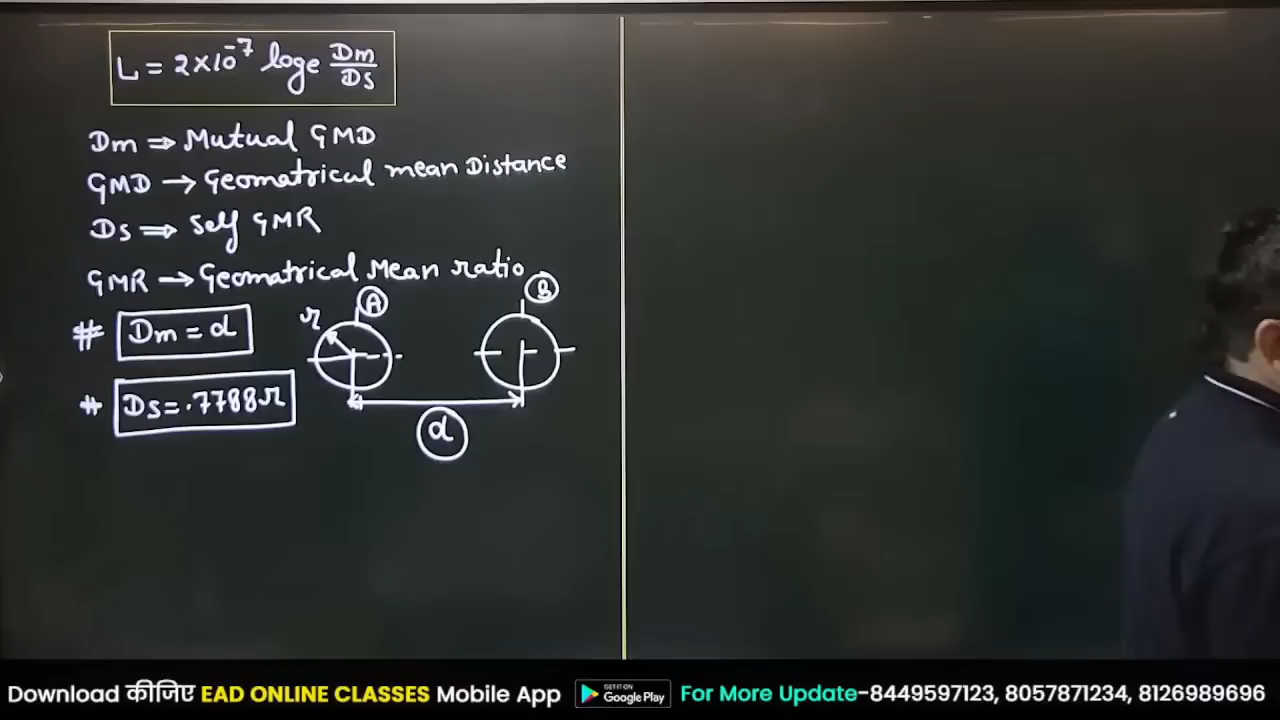 L = 2×10⁻⁷ loge Dm/Ds
Dm ⇒ Mutual GMD
GMD → Geomatrical mean Distance
Ds ⇒ Self GMR
GMR → Geomatrical Mean ratio
# Dm = d
# Ds = .7788r
r
A
B
d
Download कीजिए EAD ONLINE CLASSES Mobile App GET IT ON Google Play For More Update-8449597123, 8057871234, 8126989696